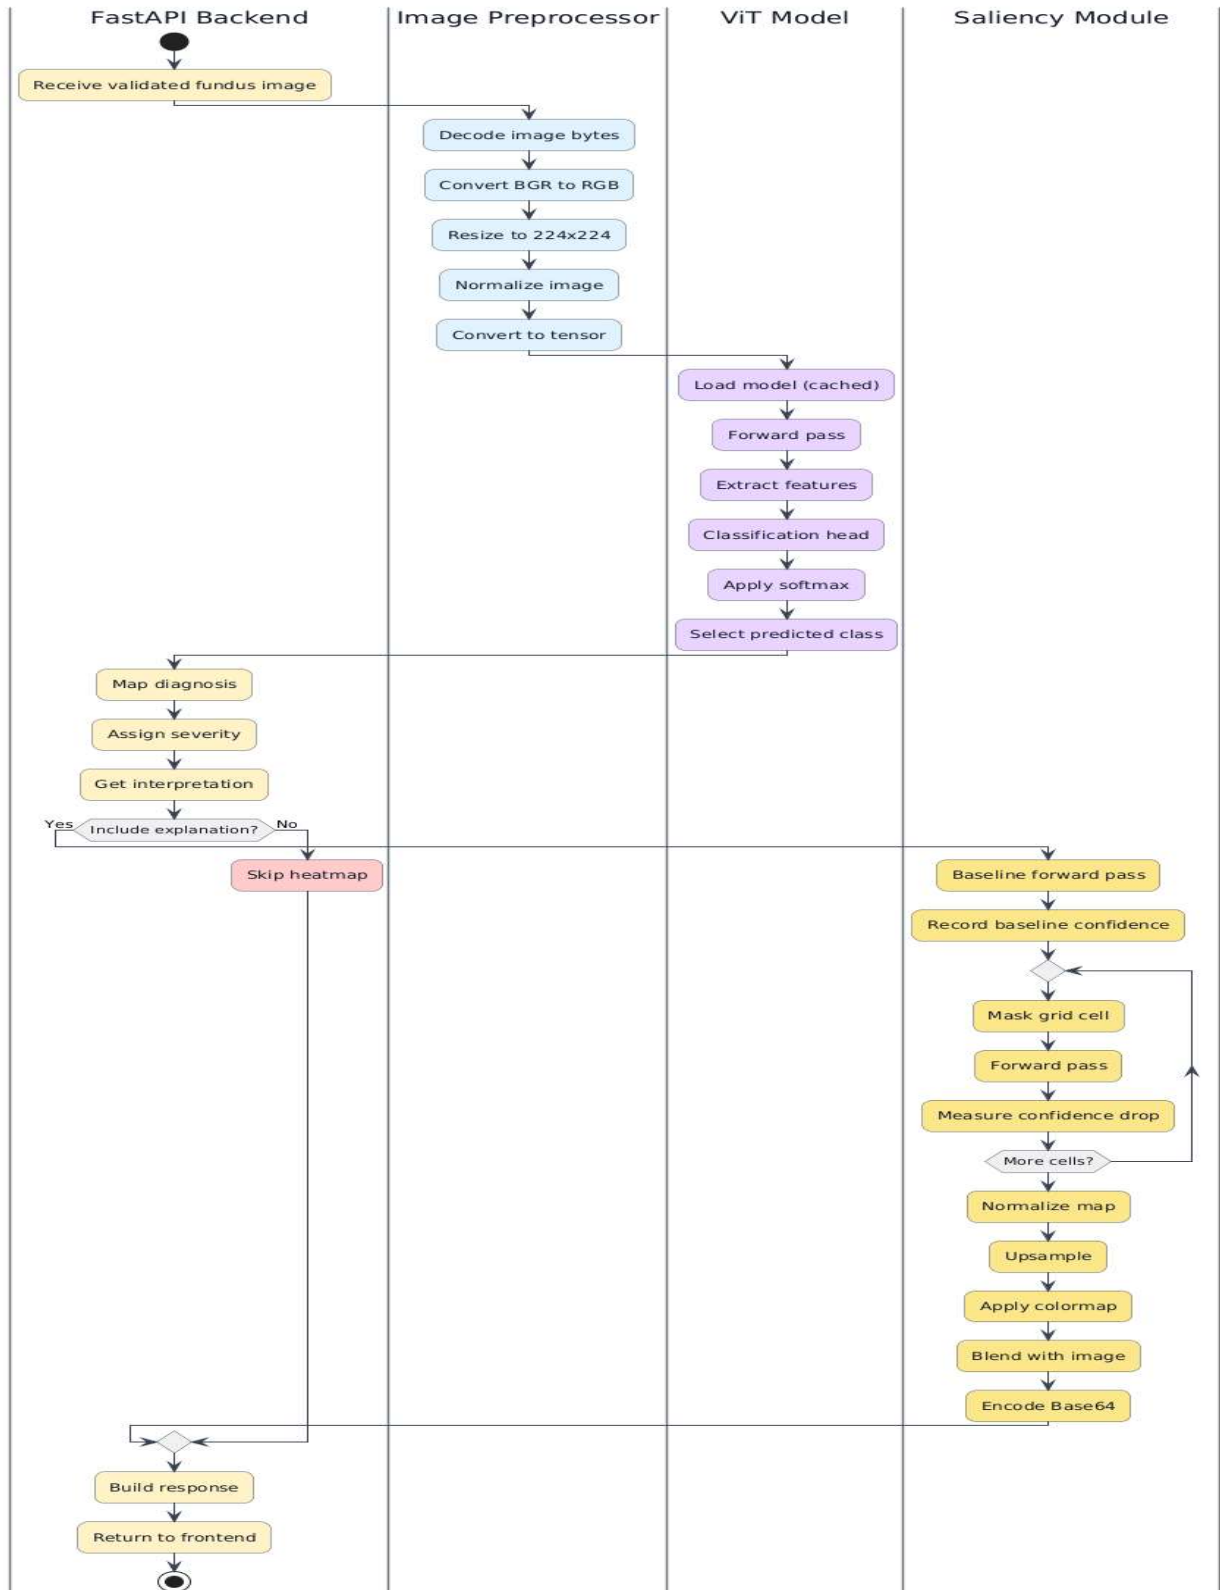 FastAPI Backend
Image Preprocessor
ViT Model
Saliency Module
Receive validated fundus image
Decode image bytes
Convert BGR to RGB
Resize to 224x224
Normalize image
Convert to tensor
Load model (cached)
Forward pass
Extract features
Classification head
Apply softmax
Select predicted class
Map diagnosis
Assign severity
Get interpretation
Yes
Include explanation?
No
Skip heatmap
Baseline forward pass
Record baseline confidence
Mask grid cell
Forward pass
Measure confidence drop
More cells?
Normalize map
Upsample
Apply colormap
Blend with image
Encode Base64
Build response
Return to frontend